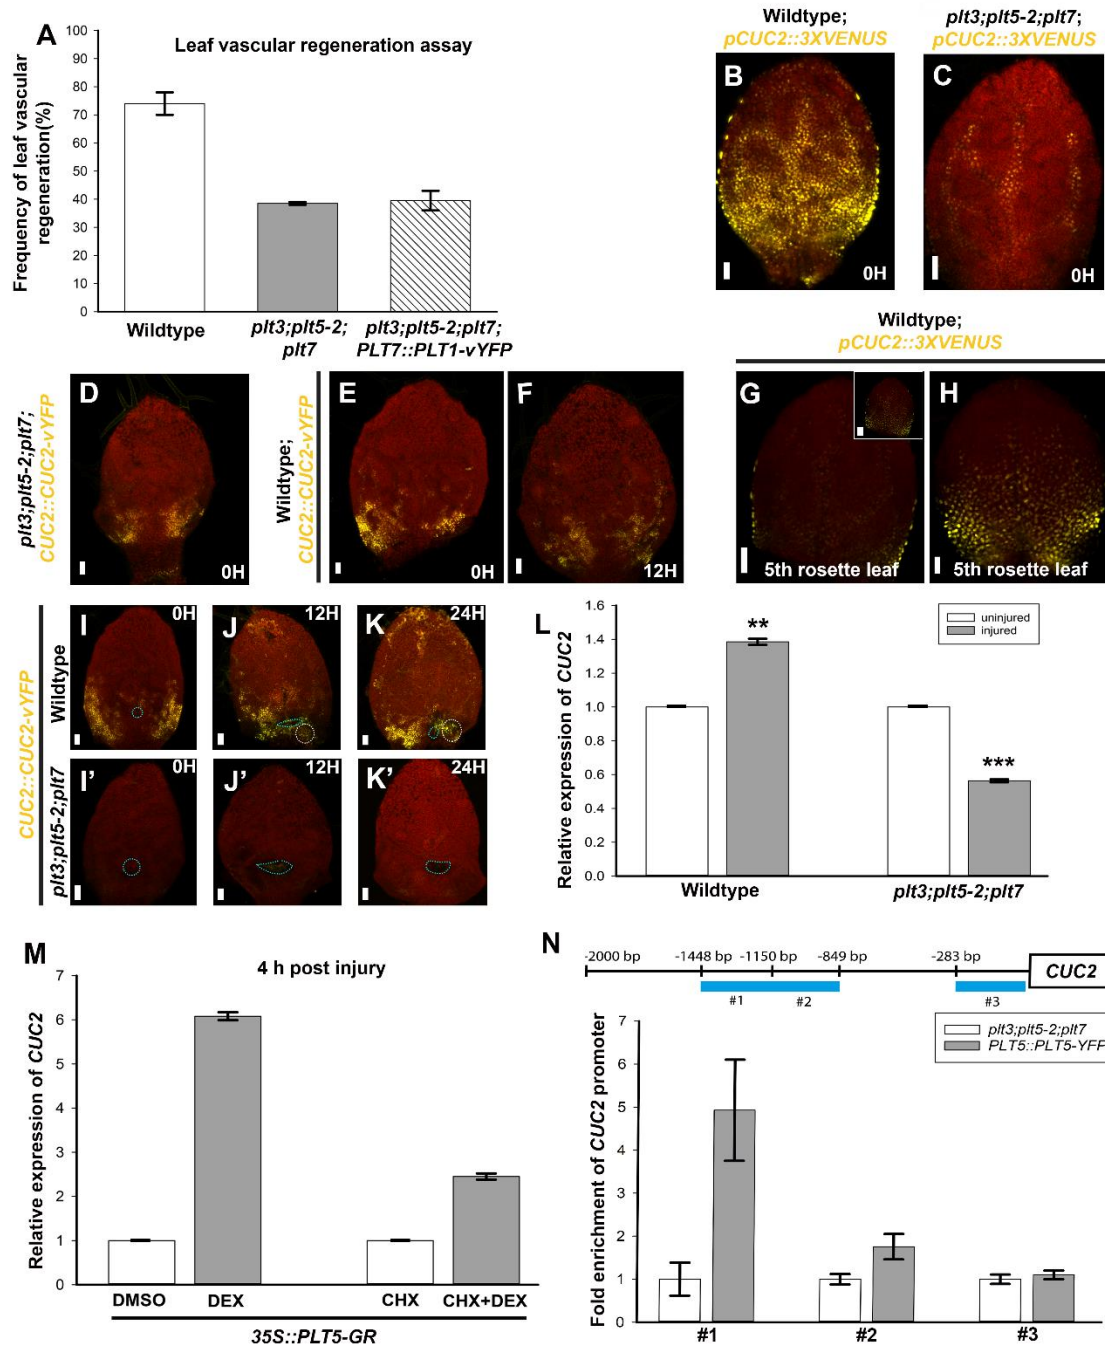 A
Leaf vascular regeneration assay
Frequency of leaf vascular
regeneration(%)
100
90
80
70
60
50
40
30
20
10
0
Wildtype
plt3;plt5-2;
plt7
plt3;plt5-2;plt7;
PLT7::PLT1-vYFP
Wildtype;
pCUC2::3XVENUS
B
0H
plt3;plt5-2;plt7;
pCUC2::3XVENUS
C
0H
plt3;plt5-2;plt7;
CUC2::CUC2-vYFP
D
0H
Wildtype;
CUC2::CUC2-vYFP
E
0H
F
12H
Wildtype;
pCUC2::3XVENUS
G
5th rosette leaf
H
5th rosette leaf
CUC2::CUC2-vYFP
Wildtype
I
0H
J
12H
K
24H
plt3;plt5-2;plt7
I'
0H
J’
12H
K’
24H
L
Relative expression of CUC2
1.6
1.4
1.2
1.0
0.8
0.6
0.4
0.2
0.0
**
***
uninjured
injured
Wildtype
plt3;plt5-2;plt7
M
4 h post injury
Relative expression of CUC2
7
6
5
4
3
2
1
0
DMSO
DEX
CHX
CHX+DEX
35S::PLT5-GR
N
-2000 bp
-1448 bp
-1150 bp
-849 bp
-283 bp
CUC2
#1
#2
#3
plt3;plt5-2;plt7
PLT5::PLT5-YFP
Fold enrichment of CUC2 promoter
7
6
5
4
3
2
1
0
#1
#2
#3